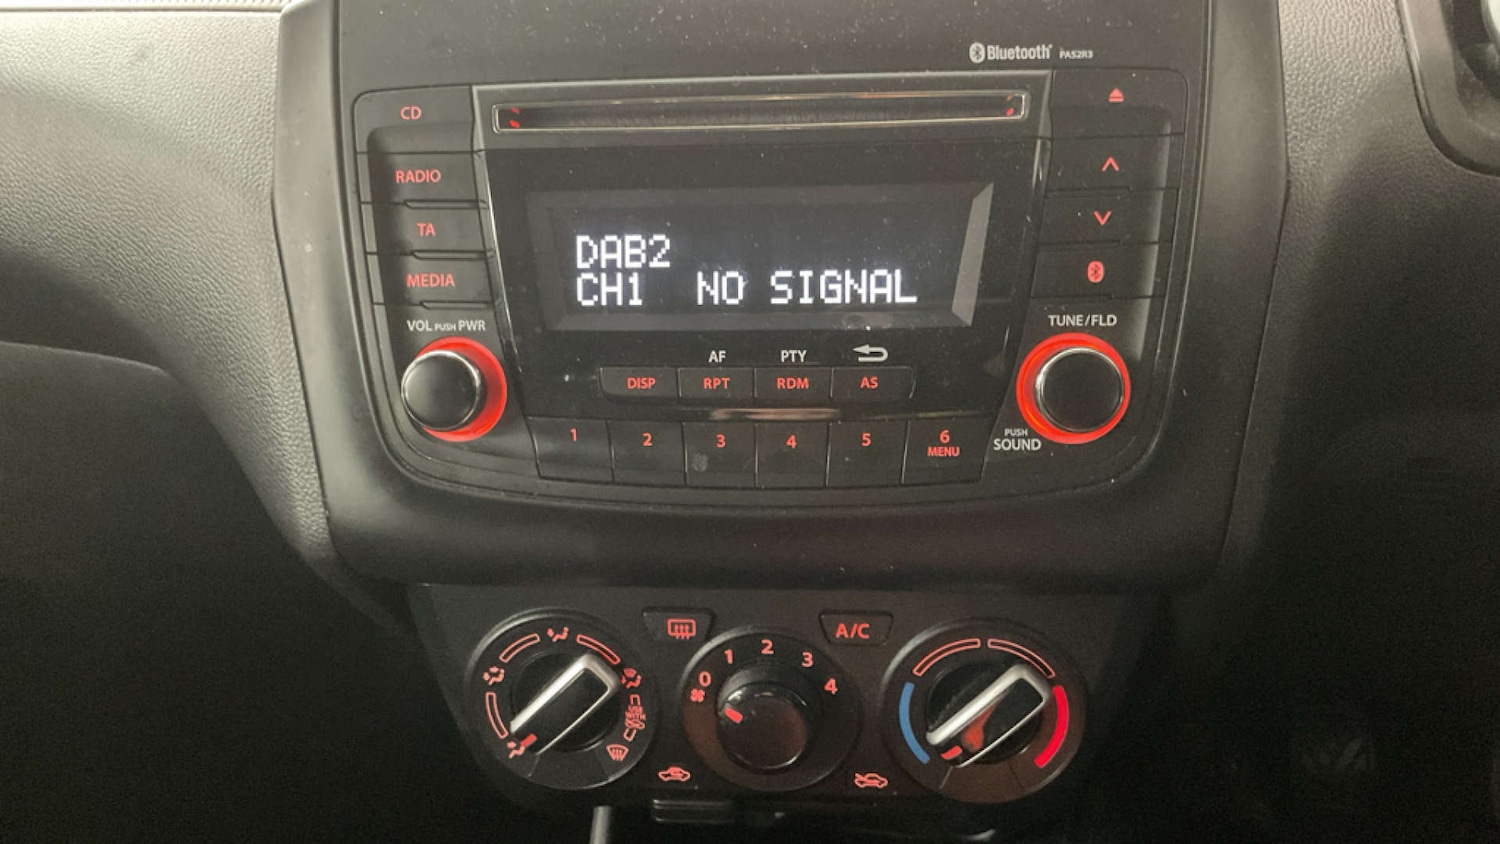 Bluetooth® PA52R3
CD
RADIO
TA
MEDIA
DAB2
CH1 NO SIGNAL
VOL PUSH PWR
TUNE/FLD
AF PTY
DISP RPT RDM AS
1 2 3 4 5 6
MENU
PUSH
SOUND
A/C
0 1 2 3 4